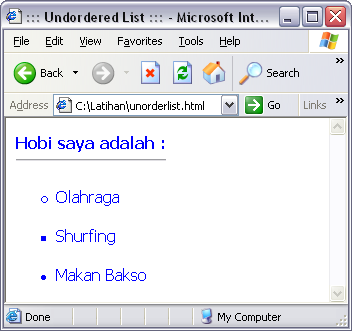 ::: Unordered List ::: - Microsoft Int...
File Edit View Favorites Tools Help
Back Search
Address C:\Latihan\unorderlist.html Go Links
Hobi saya adalah :
Olahraga
Shurfing
Makan Bakso
Done My Computer